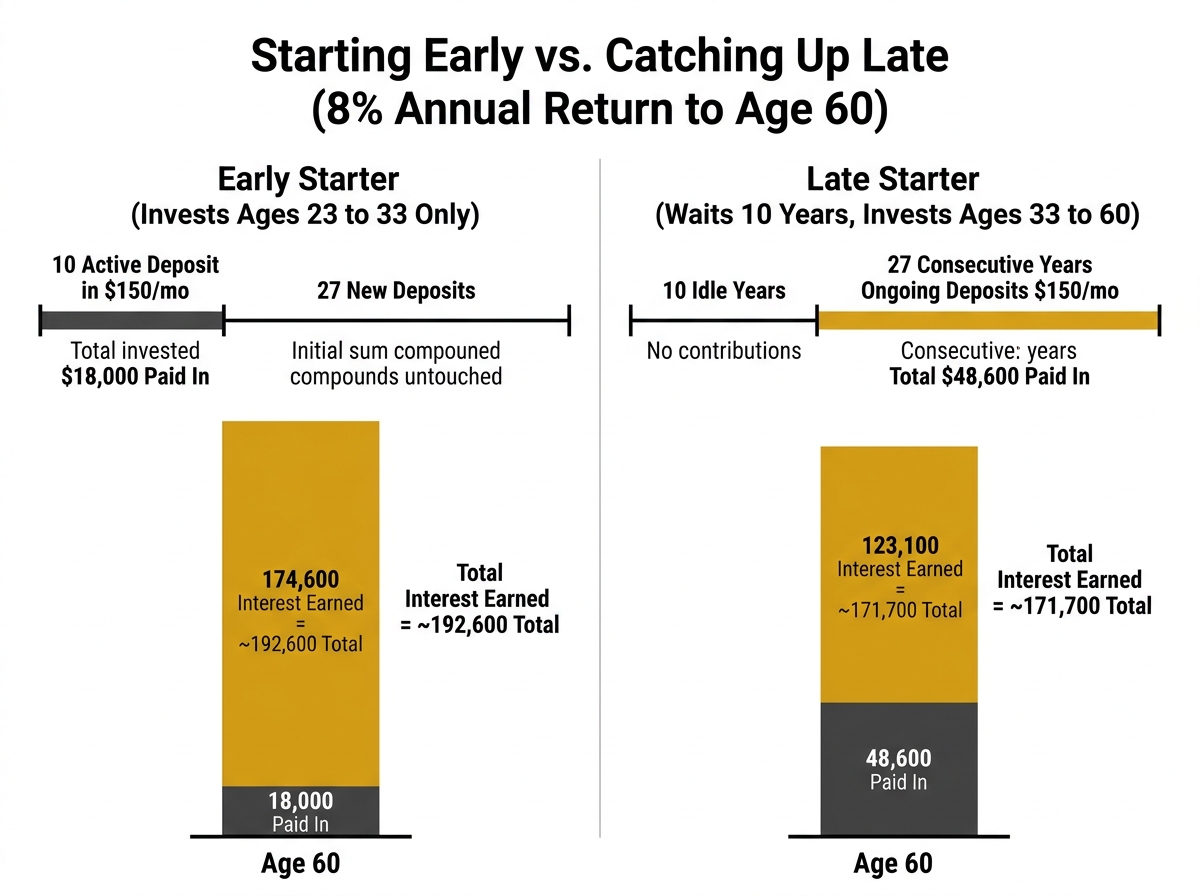 Starting Early vs. Catching Up Late
(8% Annual Return to Age 60)
Early Starter
(Invests Ages 23 to 33 Only)
10 Active Deposit
in $150/mo
27 New Deposits
Total invested
$18,000 Paid In
Initial sum compouned
compounds untouched
174,600
Interest Earned
=
~192,600 Total
Total
Interest Earned
= ~192,600 Total
18,000
Paid In
Age 60
Late Starter
(Waits 10 Years, Invests Ages 33 to 60)
10 Idle Years
27 Consecutive Years
Ongoing Deposits $150/mo
No contributions
Consecutive: years
Total $48,600 Paid In
123,100
Interest Earned
=
~171,700 Total
Total
Interest Earned
= ~171,700 Total
48,600
Paid In
Age 60